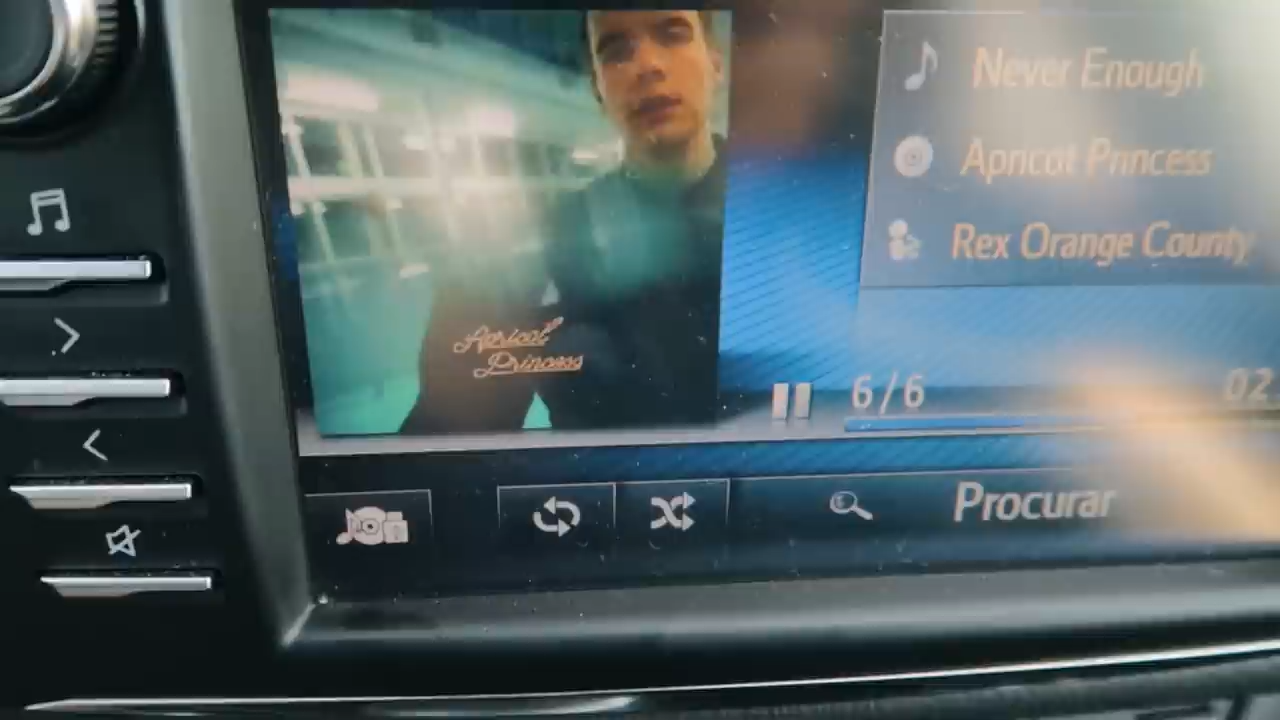 Never Enough
Apricot Princess
Rex Orange County
Apricot
Princess
6/6
02
Procurar